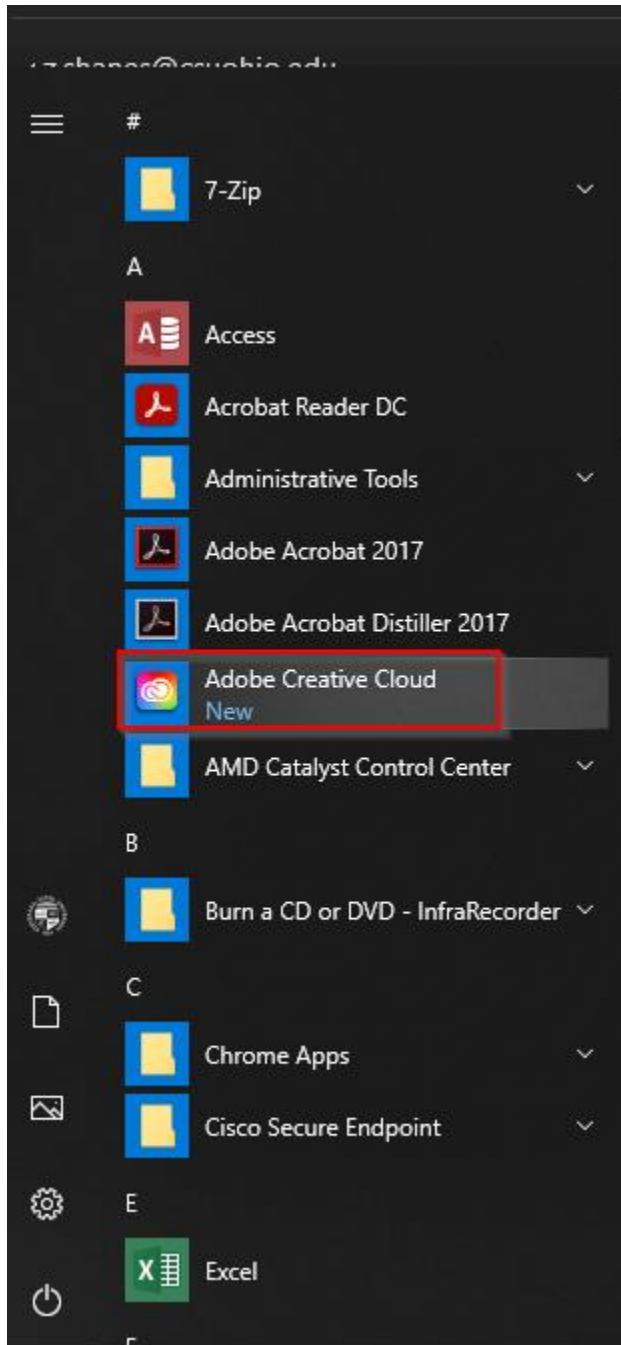 #
7-Zip
A
Access
Acrobat Reader DC
Administrative Tools
Adobe Acrobat 2017
Adobe Acrobat Distiller 2017
Adobe Creative Cloud
New
AMD Catalyst Control Center
B
Burn a CD or DVD - InfraRecorder
C
Chrome Apps
Cisco Secure Endpoint
E
Excel